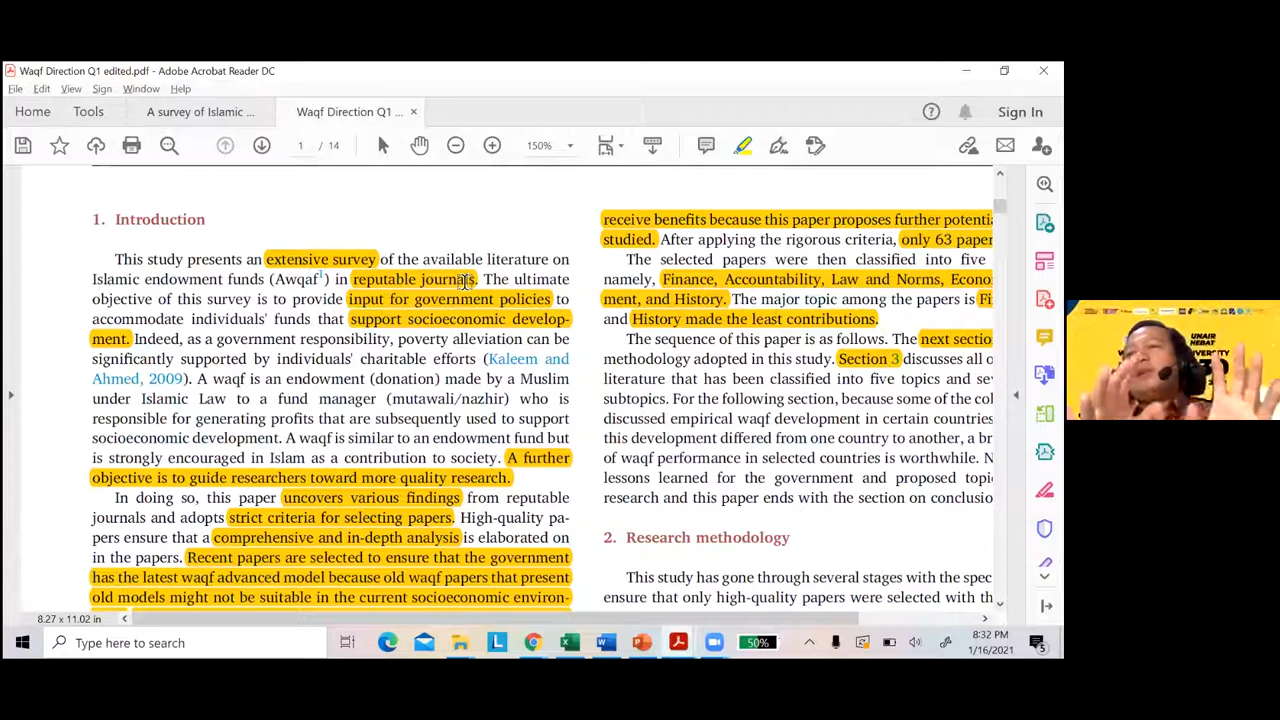 Waqf Direction Q1 edited.pdf - Adobe Acrobat Reader DC
File Edit View Sign Window Help
Home Tools A survey of Islamic ... Waqf Direction Q1 ... × Sign In
1 / 14 150%
1. Introduction
This study presents an extensive survey of the available literature on
Islamic endowment funds (Awqaf1) in reputable journals. The ultimate
objective of this survey is to provide input for government policies to
accommodate individuals' funds that support socioeconomic develop-
ment. Indeed, as a government responsibility, poverty alleviation can be
significantly supported by individuals' charitable efforts (Kaleem and
Ahmed, 2009). A waqf is an endowment (donation) made by a Muslim
under Islamic Law to a fund manager (mutawali/nazhir) who is
responsible for generating profits that are subsequently used to support
socioeconomic development. A waqf is similar to an endowment fund but
is strongly encouraged in Islam as a contribution to society. A further
objective is to guide researchers toward more quality research.
In doing so, this paper uncovers various findings from reputable
journals and adopts strict criteria for selecting papers. High-quality pa-
pers ensure that a comprehensive and in-depth analysis is elaborated on
in the papers. Recent papers are selected to ensure that the government
has the latest waqf advanced model because old waqf papers that present
old models might not be suitable in the current socioeconomic environ-
receive benefits because this paper proposes further potentia
studied. After applying the rigorous criteria, only 63 paper
The selected papers were then classified into five
namely, Finance, Accountability, Law and Norms, Econo
ment, and History. The major topic among the papers is Fi
and History made the least contributions.
The sequence of this paper is as follows. The next sectio
methodology adopted in this study. Section 3 discusses all o
literature that has been classified into five topics and se
subtopics. For the following section, because some of the col
discussed empirical waqf development in certain countries
this development differed from one country to another, a br
of waqf performance in selected countries is worthwhile. N
lessons learned for the government and proposed topi
research and this paper ends with the section on conclusio
2. Research methodology
This study has gone through several stages with the spec
ensure that only high-quality papers were selected with th
8.27 x 11.02 in
Type here to search 50% 8:32 PM
1/16/2021 5
UNAIR
HEBAT